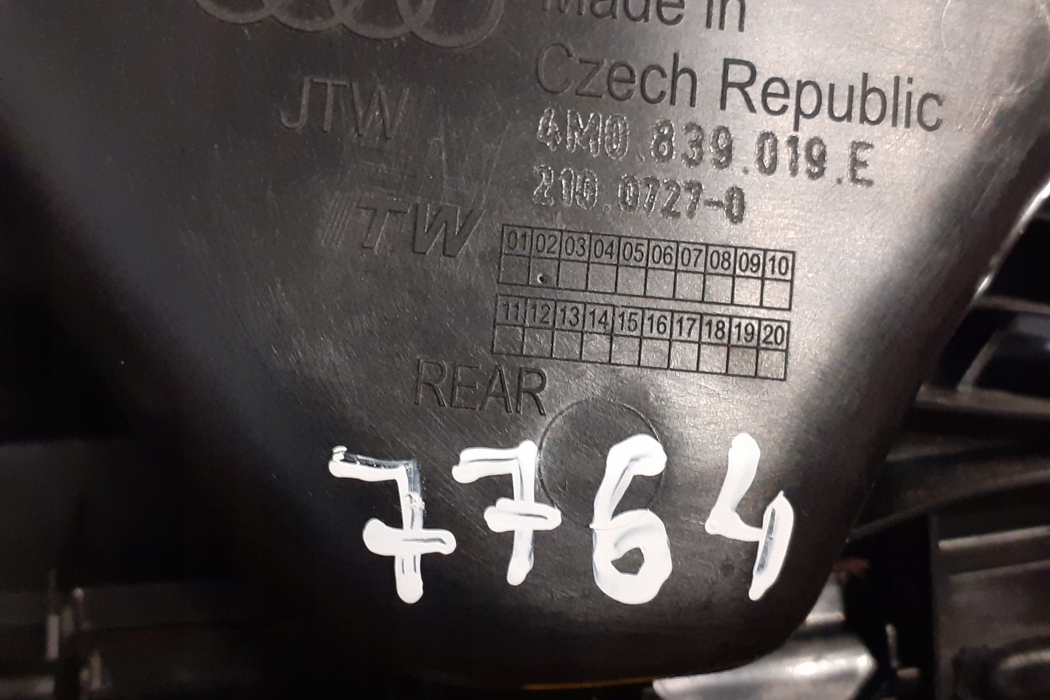 Made in
Czech Republic
JTW
4M0.839.019.E
200.0727-0
ITW
01 02 03 04 05 06 07 08 09 10
11 12 13 14 15 16 17 18 19 20
REAR
7764